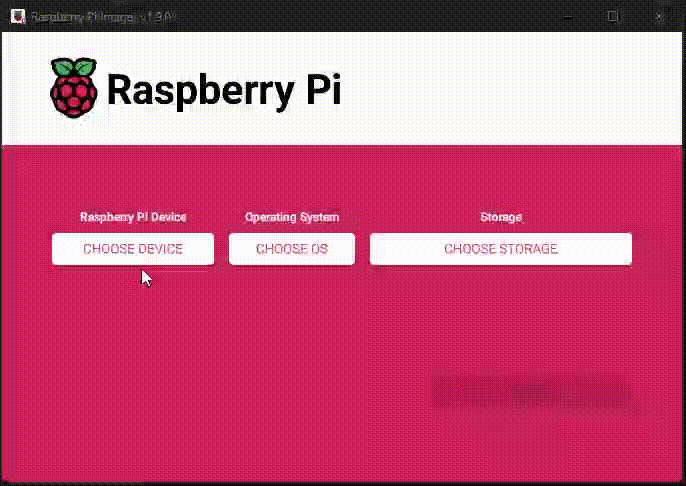 Raspberry Pi Imager v1.9.0
Raspberry Pi
Raspberry Pi Device
Operating System
Storage
CHOOSE DEVICE
CHOOSE OS
CHOOSE STORAGE